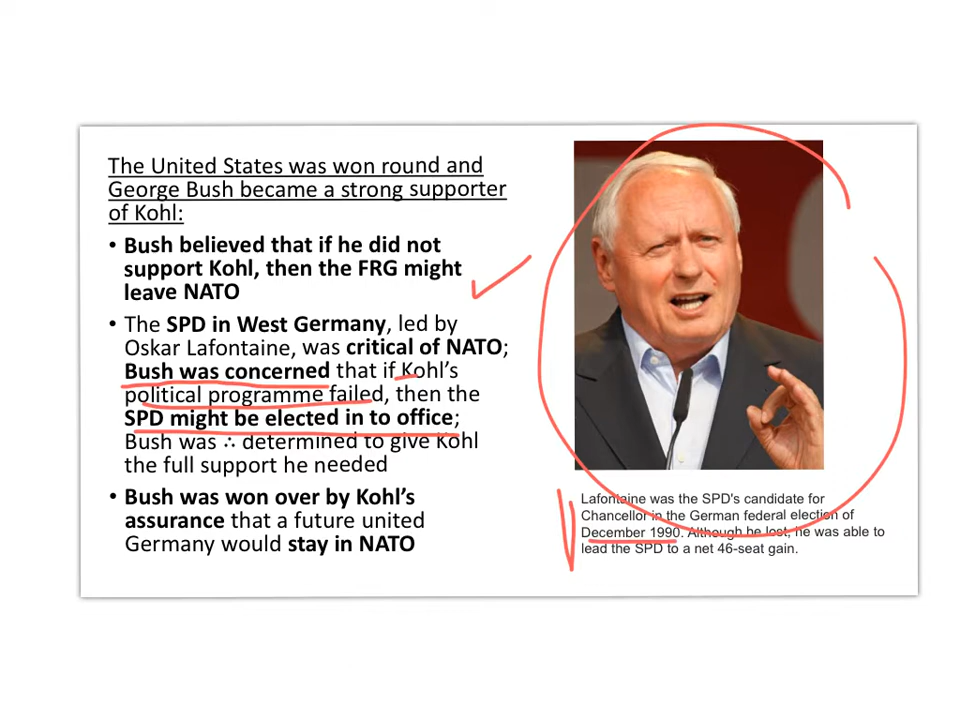 The United States was won round and
George Bush became a strong supporter
of Kohl:
• Bush believed that if he did not
support Kohl, then the FRG might
leave NATO
• The SPD in West Germany, led by
Oskar Lafontaine, was critical of NATO;
Bush was concerned that if Kohl's
political programme failed, then the
SPD might be elected in to office;
Bush was ∴ determined to give Kohl
the full support he needed
• Bush was won over by Kohl's
assurance that a future united
Germany would stay in NATO
Lafontaine was the SPD's candidate for
Chancellor in the German federal election of
December 1990. Although he lost, he was able to
lead the SPD to a net 46-seat gain.